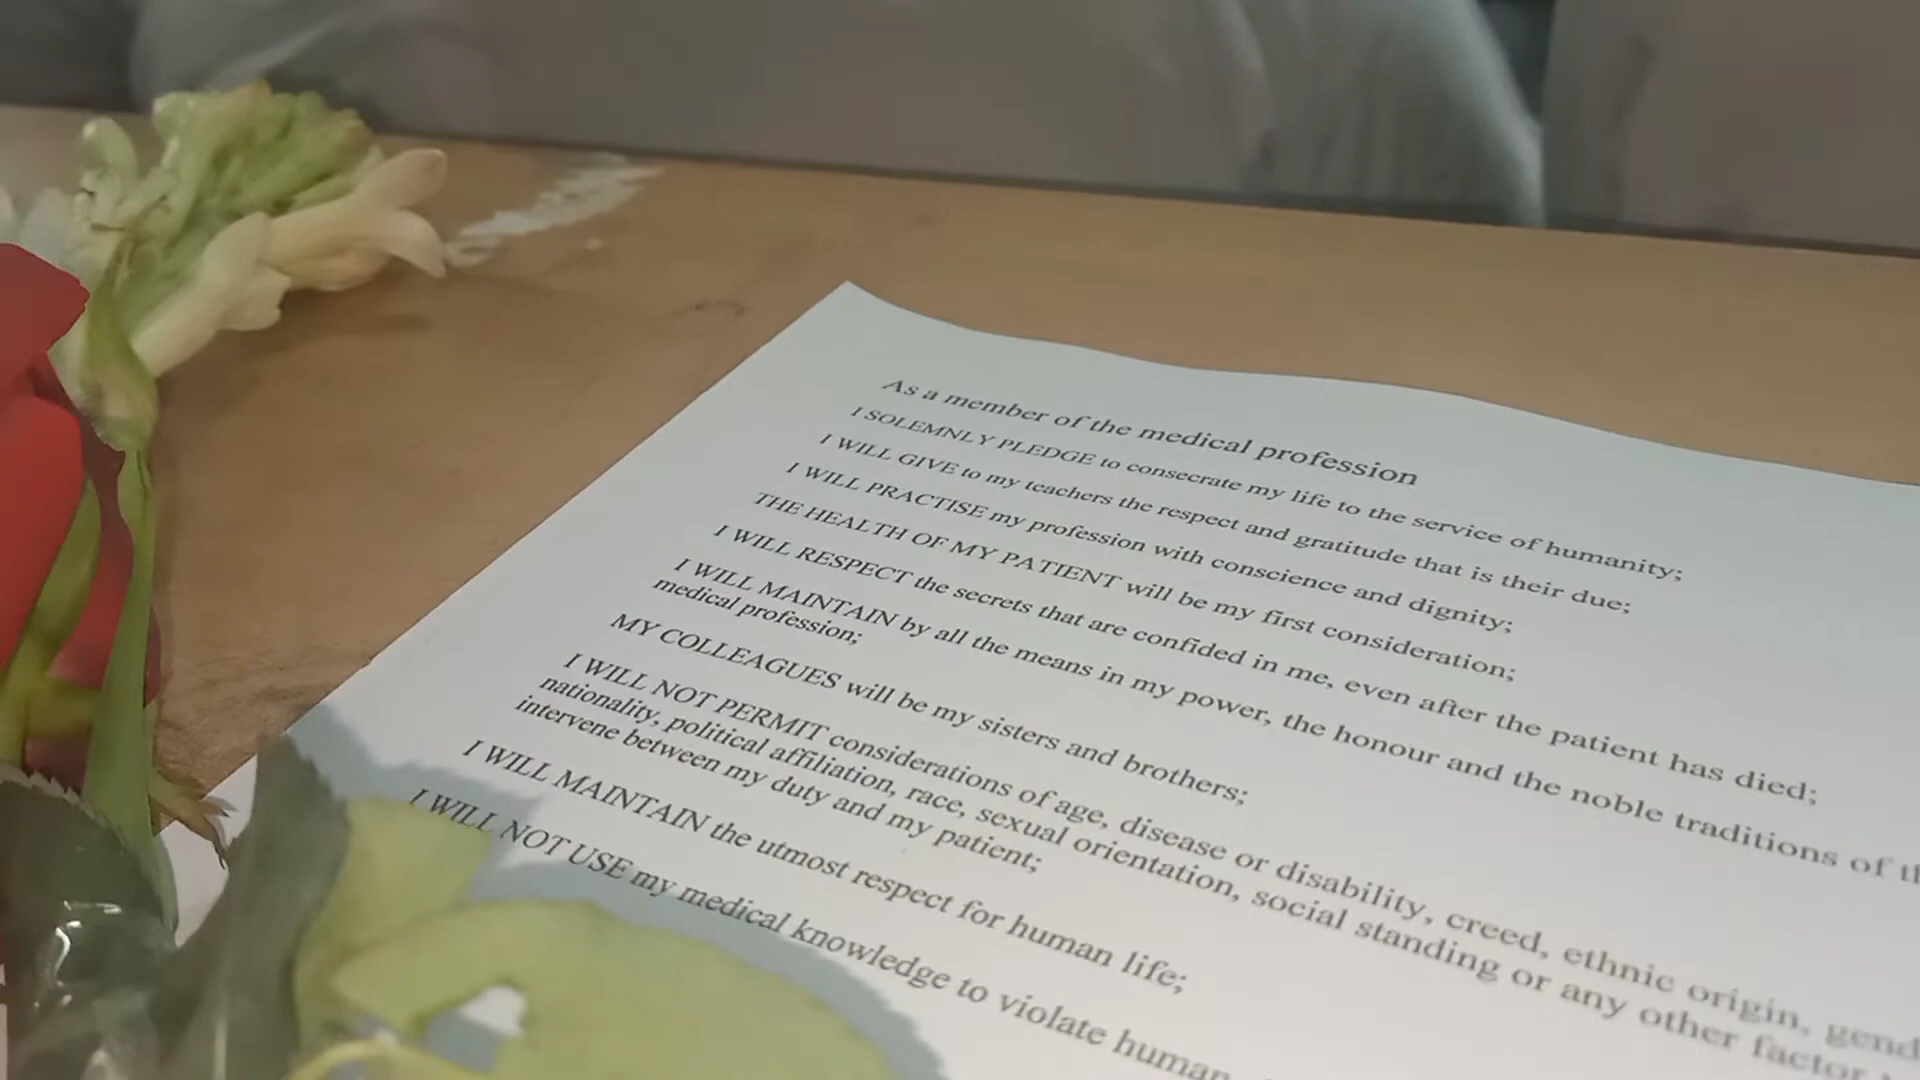 As a member of the medical profession
I SOLEMNLY PLEDGE to consecrate my life to the service of humanity;
I WILL GIVE to my teachers the respect and gratitude that is their due;
I WILL PRACTISE my profession with conscience and dignity;
THE HEALTH OF MY PATIENT will be my first consideration;
I WILL RESPECT the secrets that are confided in me, even after the patient has died;
I WILL MAINTAIN by all the means in my power, the honour and the noble traditions of
medical profession;
MY COLLEAGUES will be my sisters and brothers;
I WILL NOT PERMIT considerations of age, disease or disability, creed, ethnic origin,
nationality, political affiliation, race, sexual orientation, social standing or any other factor
intervene between my duty and my patient;
I WILL MAINTAIN the utmost respect for human life;
I WILL NOT USE my medical knowledge to violate human